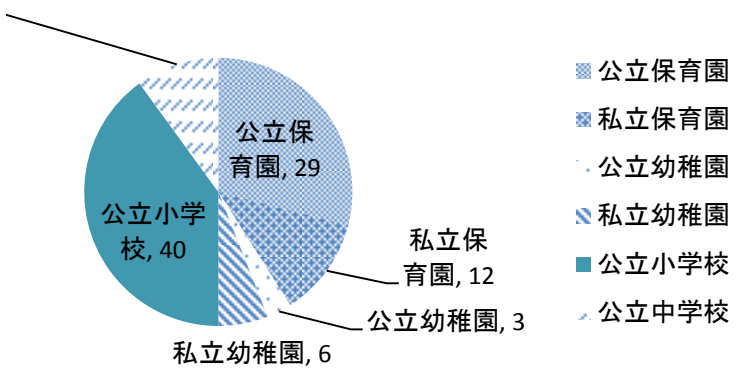 公立保
育園, 29
私立保
育園, 12
公立幼稚園, 3
私立幼稚園, 6
公立小学
校, 40
公立保育園
私立保育園
公立幼稚園
私立幼稚園
公立小学校
公立中学校